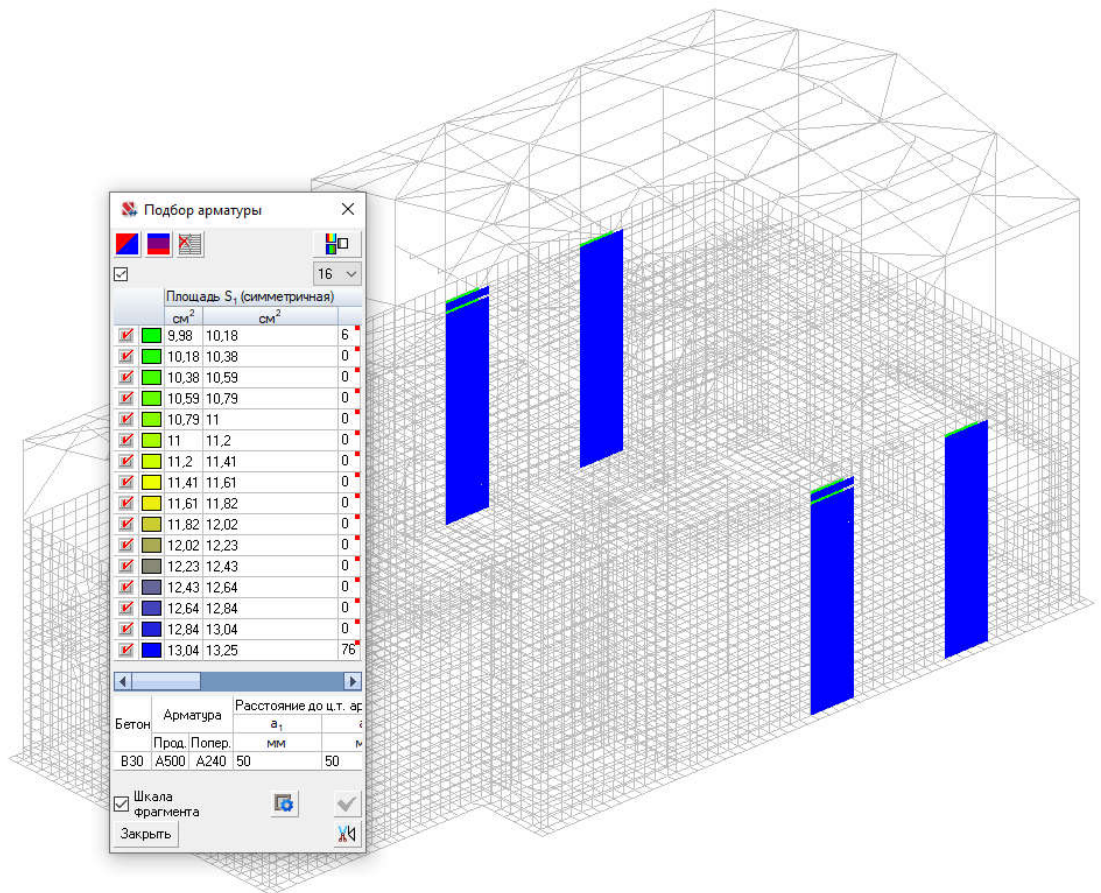 Подбор арматуры
16
Площадь S₁ (симметричная)
см² см²
9,98 10,18 6
10,18 10,38 0
10,38 10,59 0
10,59 10,79 0
10,79 11 0
11 11,2 0
11,2 11,41 0
11,41 11,61 0
11,61 11,82 0
11,82 12,02 0
12,02 12,23 0
12,23 12,43 0
12,43 12,64 0
12,64 12,84 0
12,84 13,04 0
13,04 13,25 76
Бетон Арматура Расстояние до ц.т. ар
a₁
Прод. Попер. мм
B30 A500 A240 50 50
Шкала
фрагмента
Закрыть